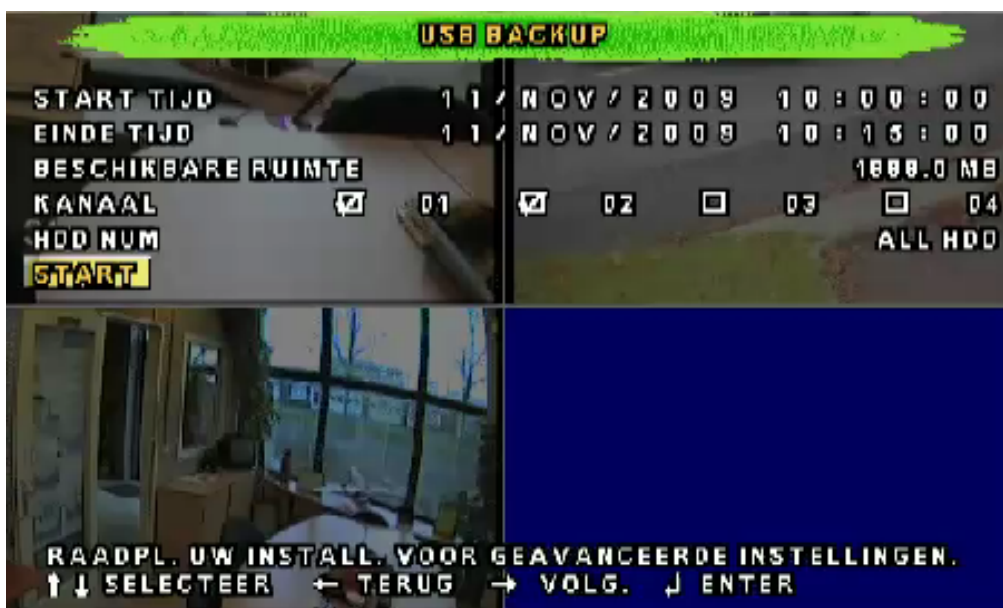 USB BACKUP
START TIJD 11/NOV/2009 10:00:00
EINDE TIJD 11/NOV/2009 10:15:00
BESCHIKBARE RUIMTE 1888.0 MB
KANAAL 01 02 03 04
HDD NUM ALL HDD
START
RAADPL. UW INSTALL. VOOR GEAVANCEERDE INSTELLINGEN.
↑↓ SELECTEER ← TERUG → VOLG. ↲ ENTER